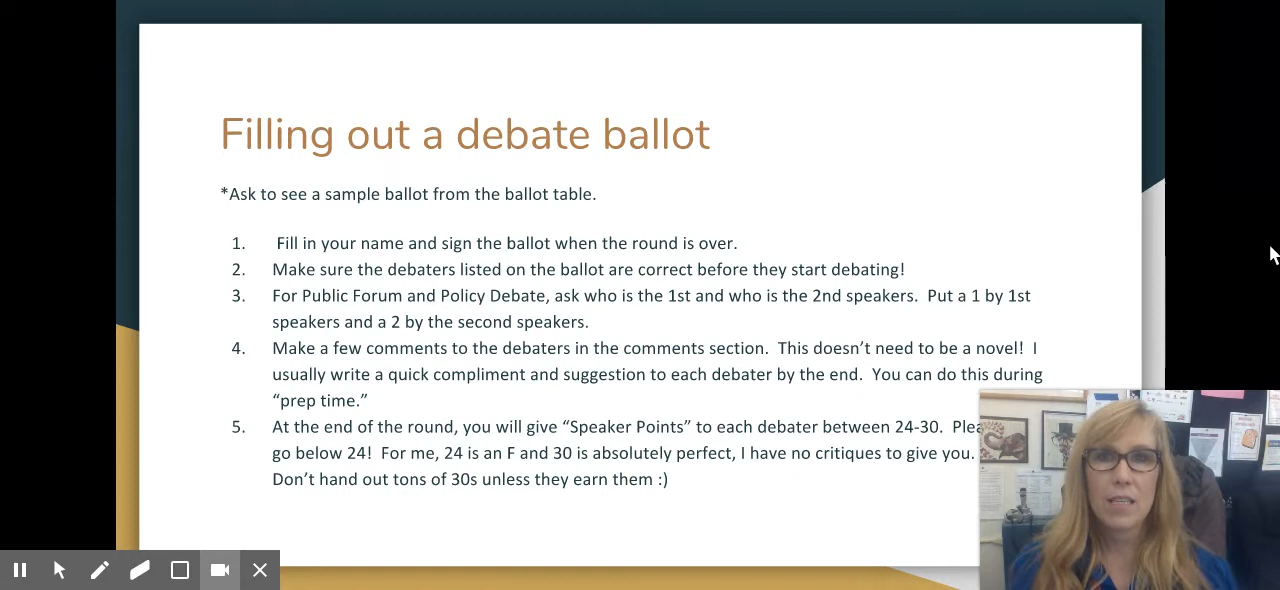 Filling out a debate ballot
*Ask to see a sample ballot from the ballot table.
1. Fill in your name and sign the ballot when the round is over.
2. Make sure the debaters listed on the ballot are correct before they start debating!
3. For Public Forum and Policy Debate, ask who is the 1st and who is the 2nd speakers. Put a 1 by 1st
speakers and a 2 by the second speakers.
4. Make a few comments to the debaters in the comments section. This doesn’t need to be a novel! I
usually write a quick compliment and suggestion to each debater by the end. You can do this during
“prep time.”
5. At the end of the round, you will give “Speaker Points” to each debater between 24-30.
go below 24! For me, 24 is an F and 30 is absolutely perfect, I have no critiques to give you.
Don’t hand out tons of 30s unless they earn them :)